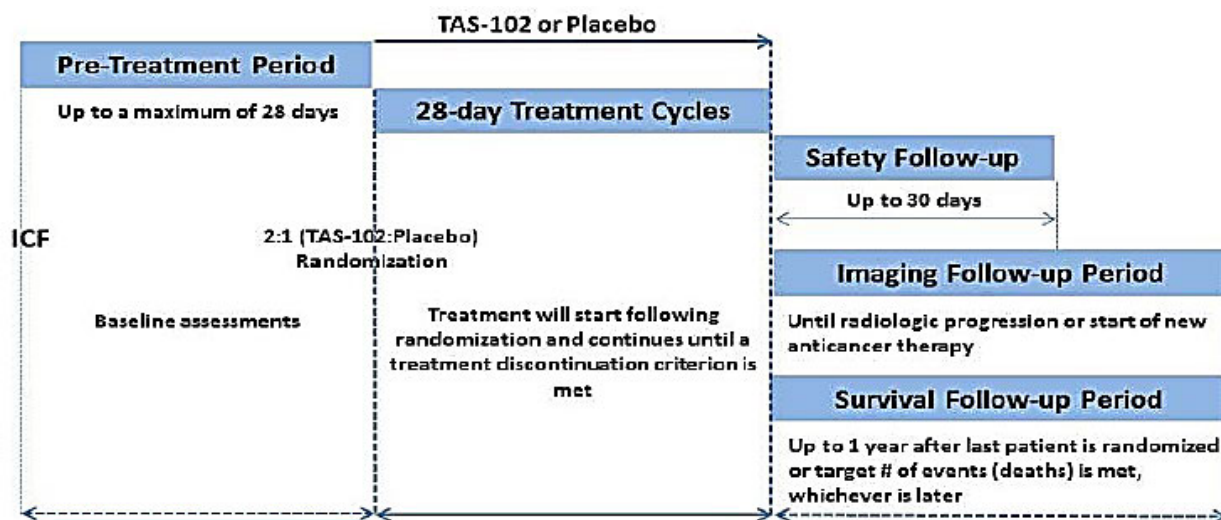 TAS-102 or Placebo
Pre-Treatment Period
Up to a maximum of 28 days
28-day Treatment Cycles
Safety Follow-up
Up to 30 days
ICF
2:1 (TAS-102:Placebo)
Randomization
Imaging Follow-up Period
Baseline assessments
Treatment will start following
randomization and continues until a
treatment discontinuation criterion is
met
Until radiologic progression or start of new
anticancer therapy
Survival Follow-up Period
Up to 1 year after last patient is randomized
or target # of events (deaths) is met,
whichever is later